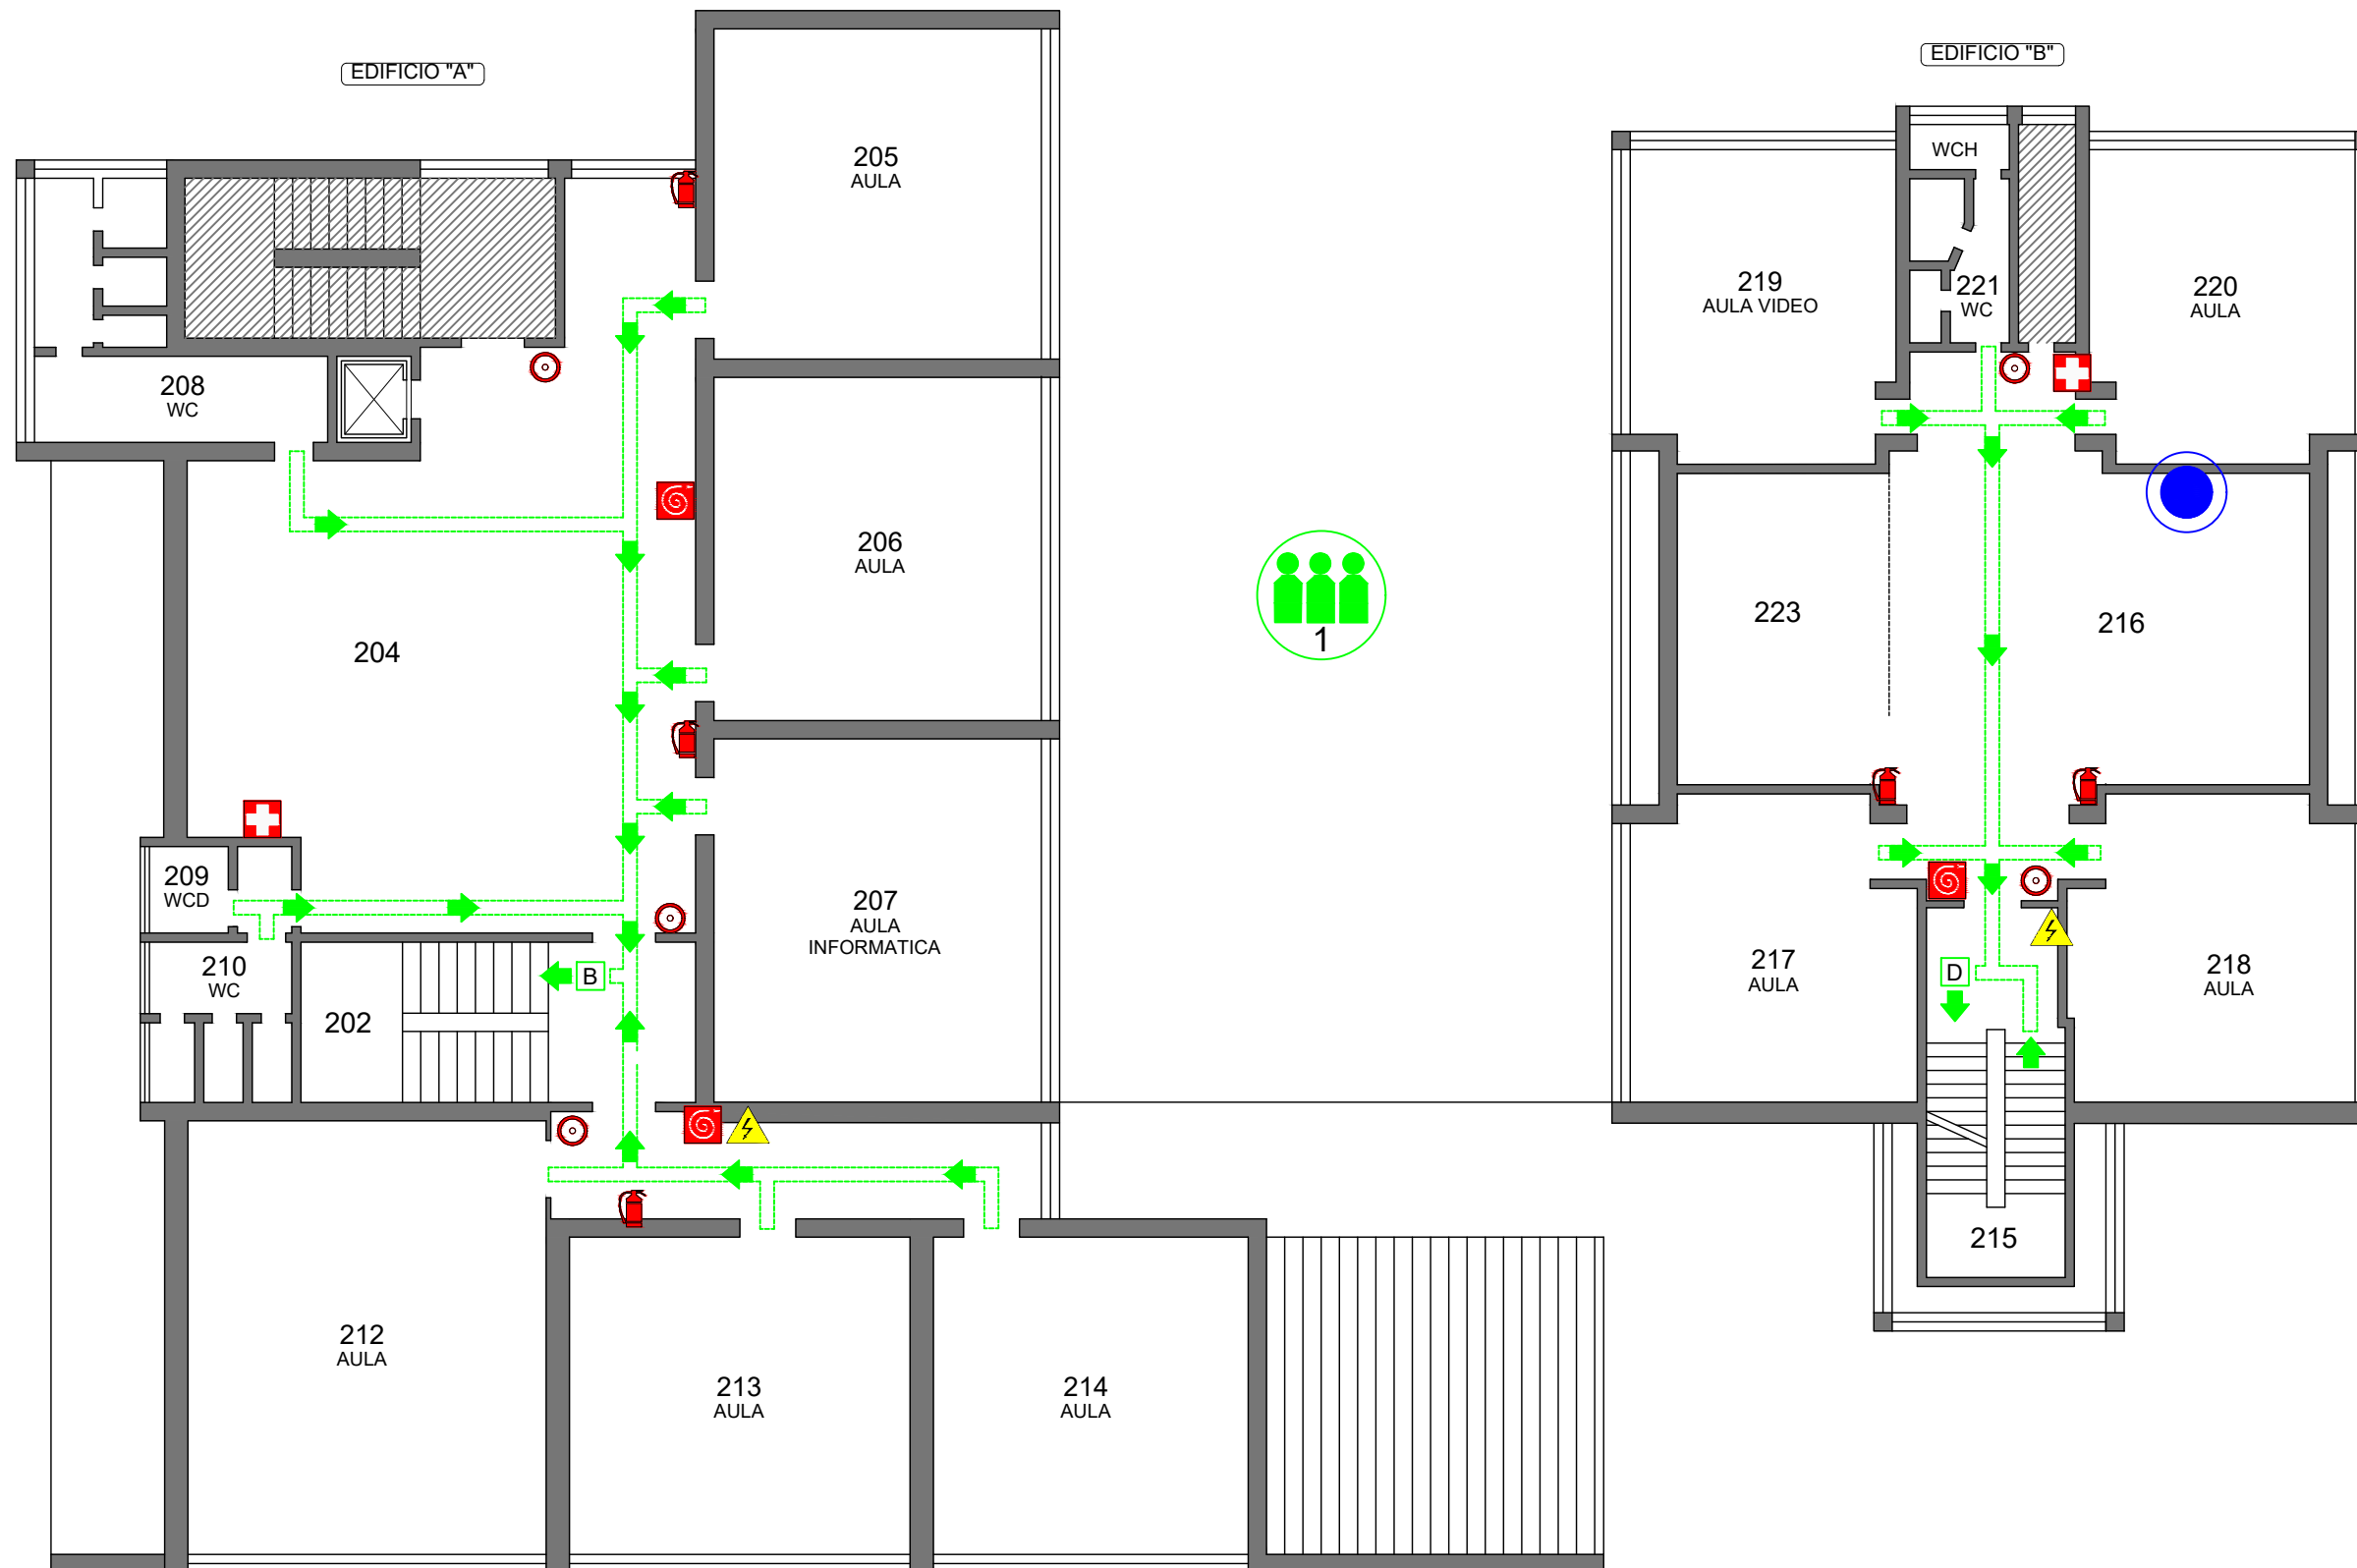 EDIFICIO "A"
EDIFICIO "B"
205
AULA
WCH
208
WC
219
AULA VIDEO
221
WC
220
AULA
206
AULA
204
1
223
216
209
WCD
207
AULA
INFORMATICA
210
WC
B
202
217
AULA
D
218
AULA
215
212
AULA
213
AULA
214
AULA